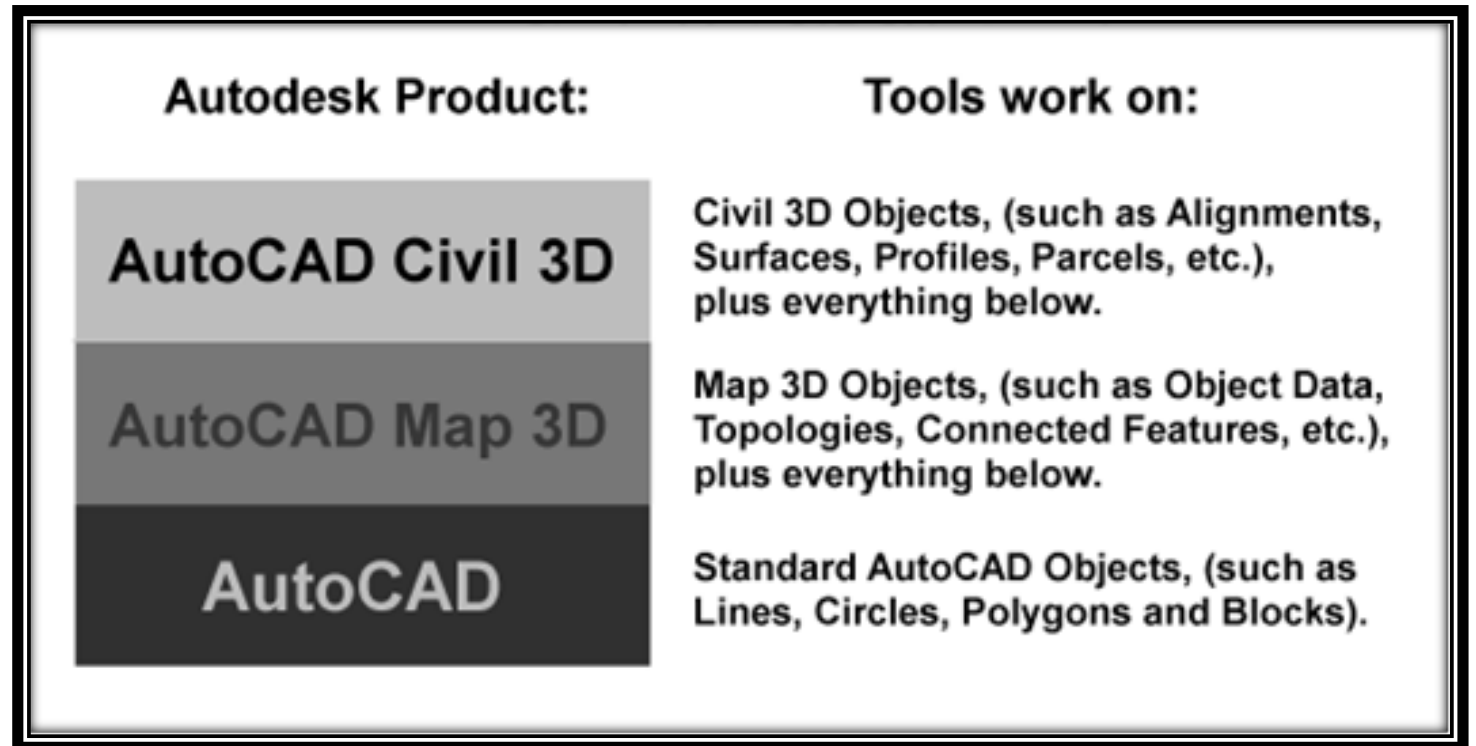 Autodesk Product:
Tools work on:
AutoCAD Civil 3D
Civil 3D Objects, (such as Alignments,
Surfaces, Profiles, Parcels, etc.),
plus everything below.
AutoCAD Map 3D
Map 3D Objects, (such as Object Data,
Topologies, Connected Features, etc.),
plus everything below.
AutoCAD
Standard AutoCAD Objects, (such as
Lines, Circles, Polygons and Blocks).